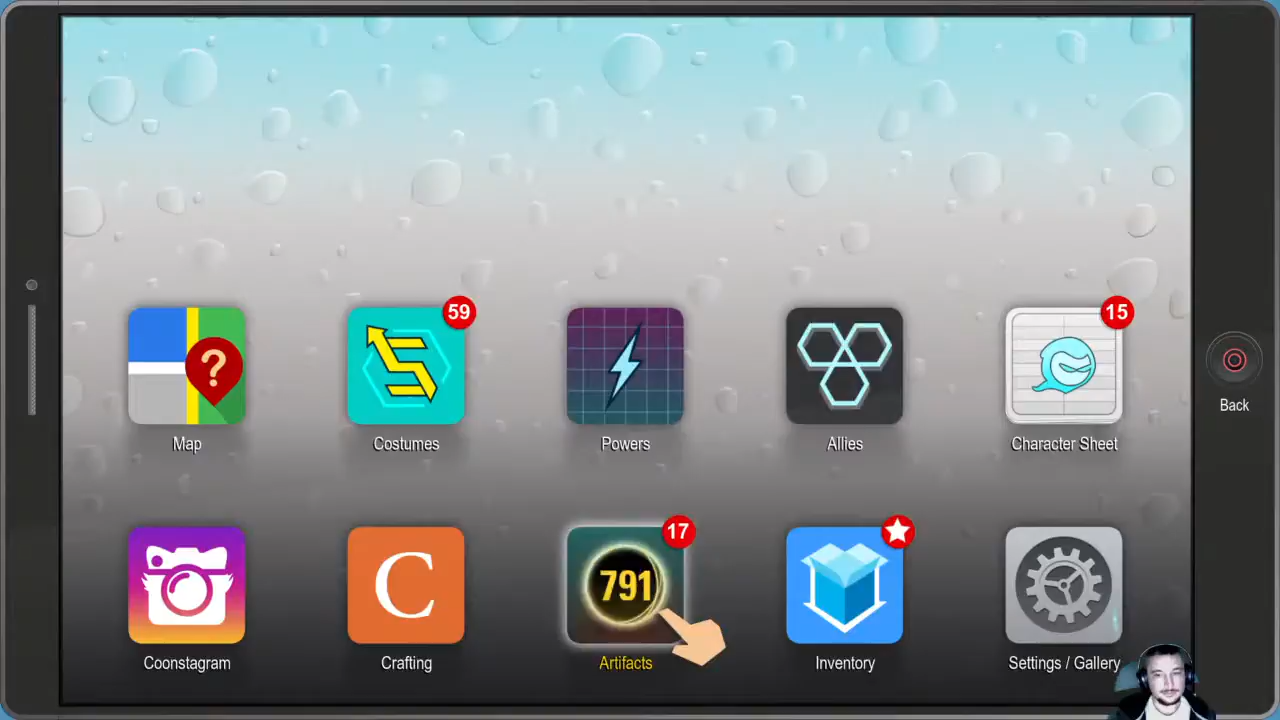 59
15
?
Map
Costumes
Powers
Allies
Character Sheet
Back
17
C
791
Coonstagram
Crafting
Artifacts
Inventory
Settings / Gallery